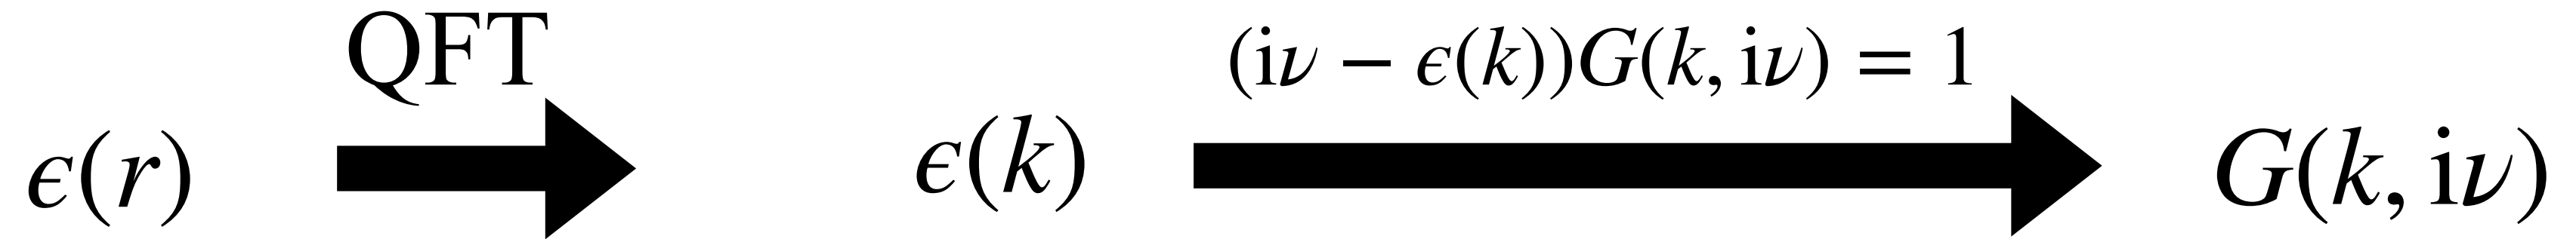 QFT
(iν − ϵ(k))G(k, iν) = 1
ϵ(r)
ϵ(k)
G(k, iν)